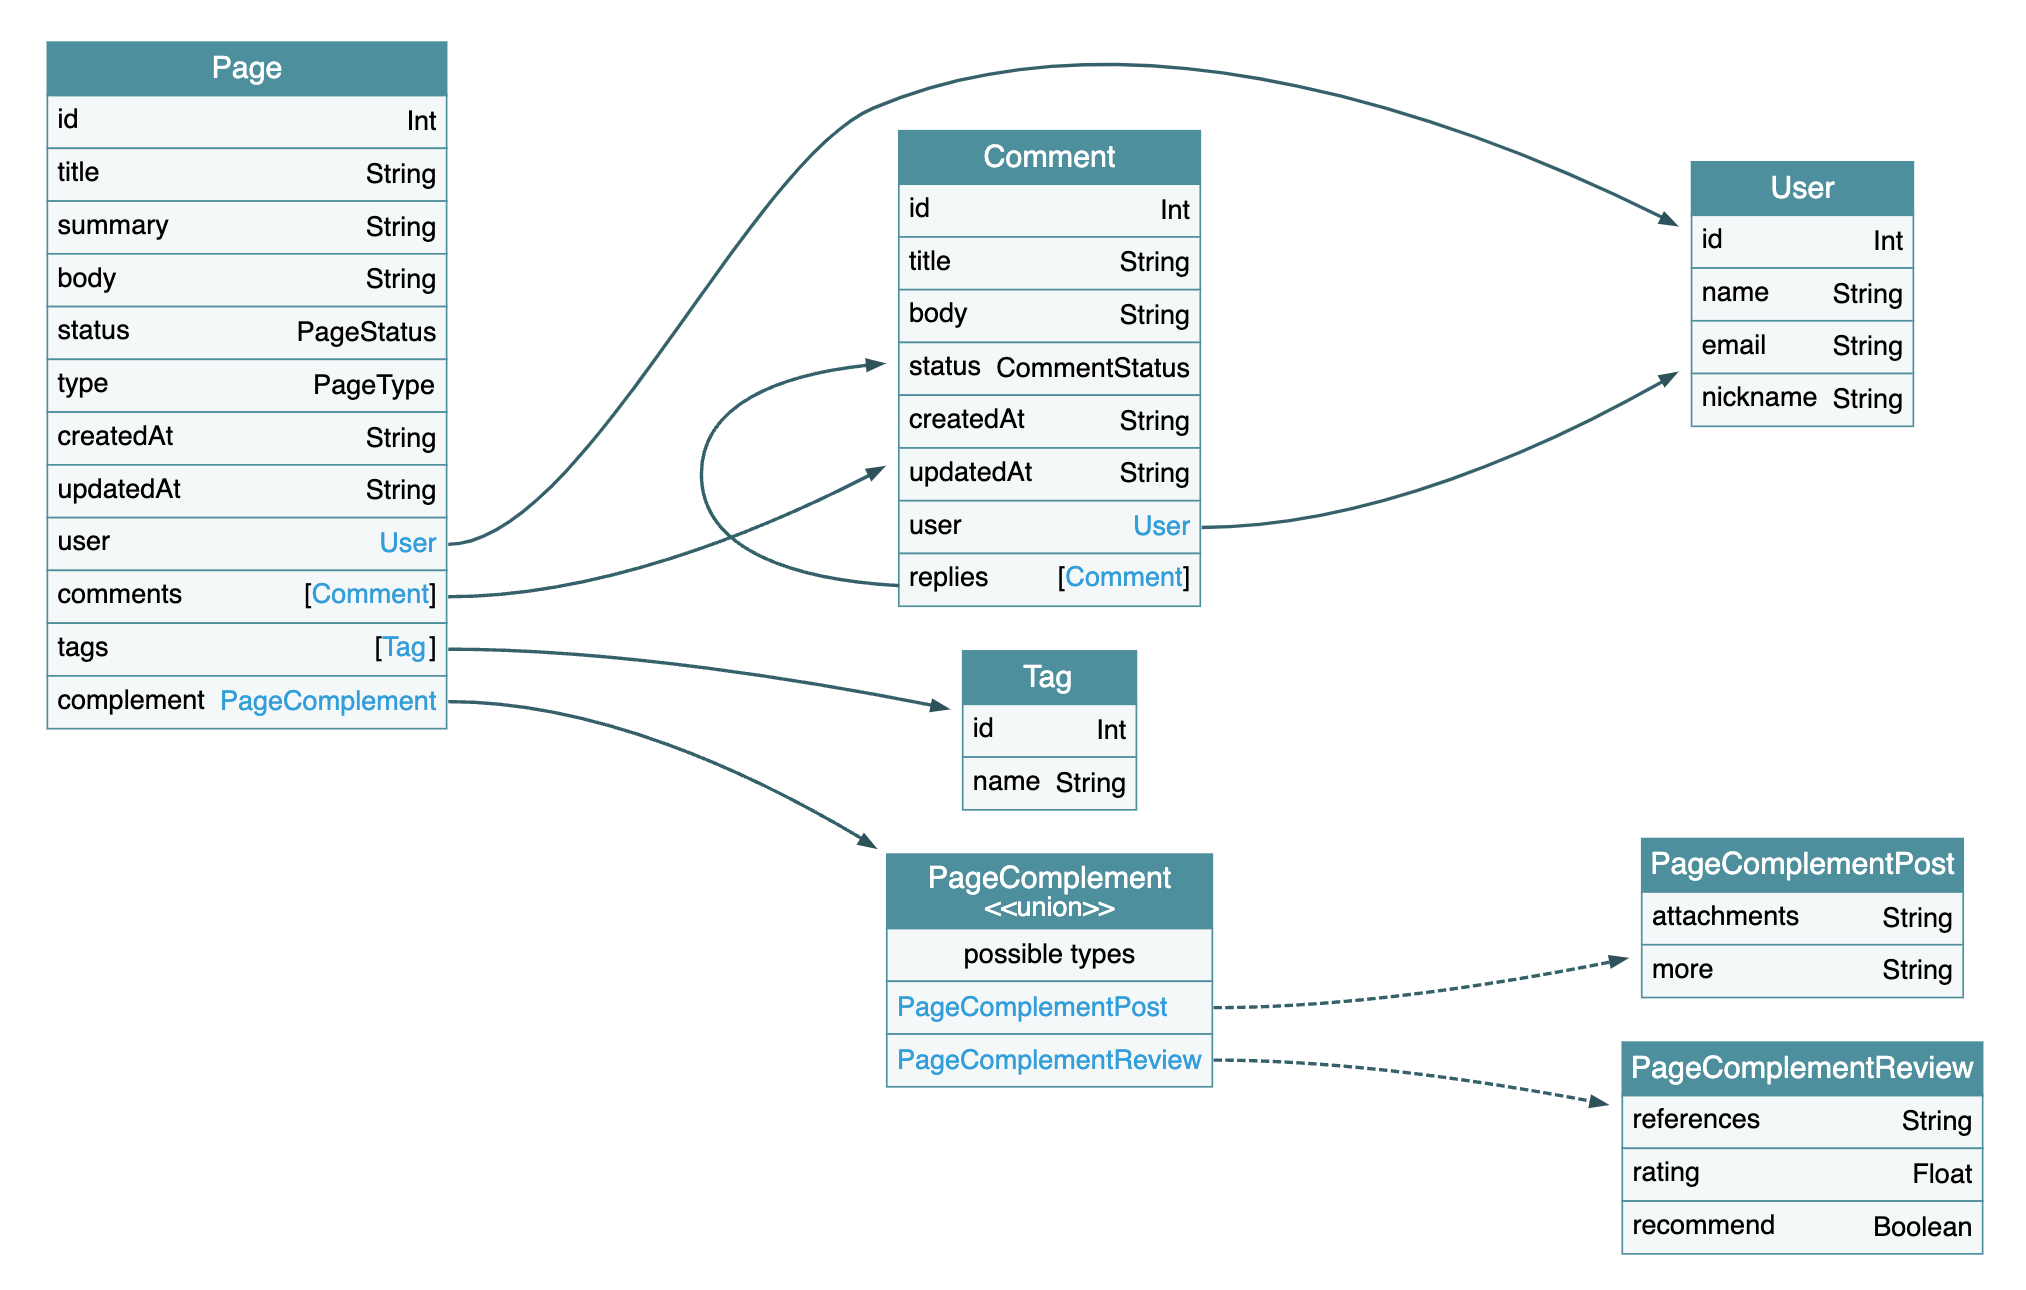 Page
id Int
title String
summary String
body String
status PageStatus
type PageType
createdAt String
updatedAt String
user User
comments [Comment]
tags [Tag]
complement PageComplement
Comment
id Int
title String
body String
status CommentStatus
createdAt String
updatedAt String
user User
replies [Comment]
User
id Int
name String
email String
nickname String
Tag
id Int
name String
PageComplement
<<union>>
possible types
PageComplementPost
PageComplementReview
PageComplementPost
attachments String
more String
PageComplementReview
references String
rating Float
recommend Boolean